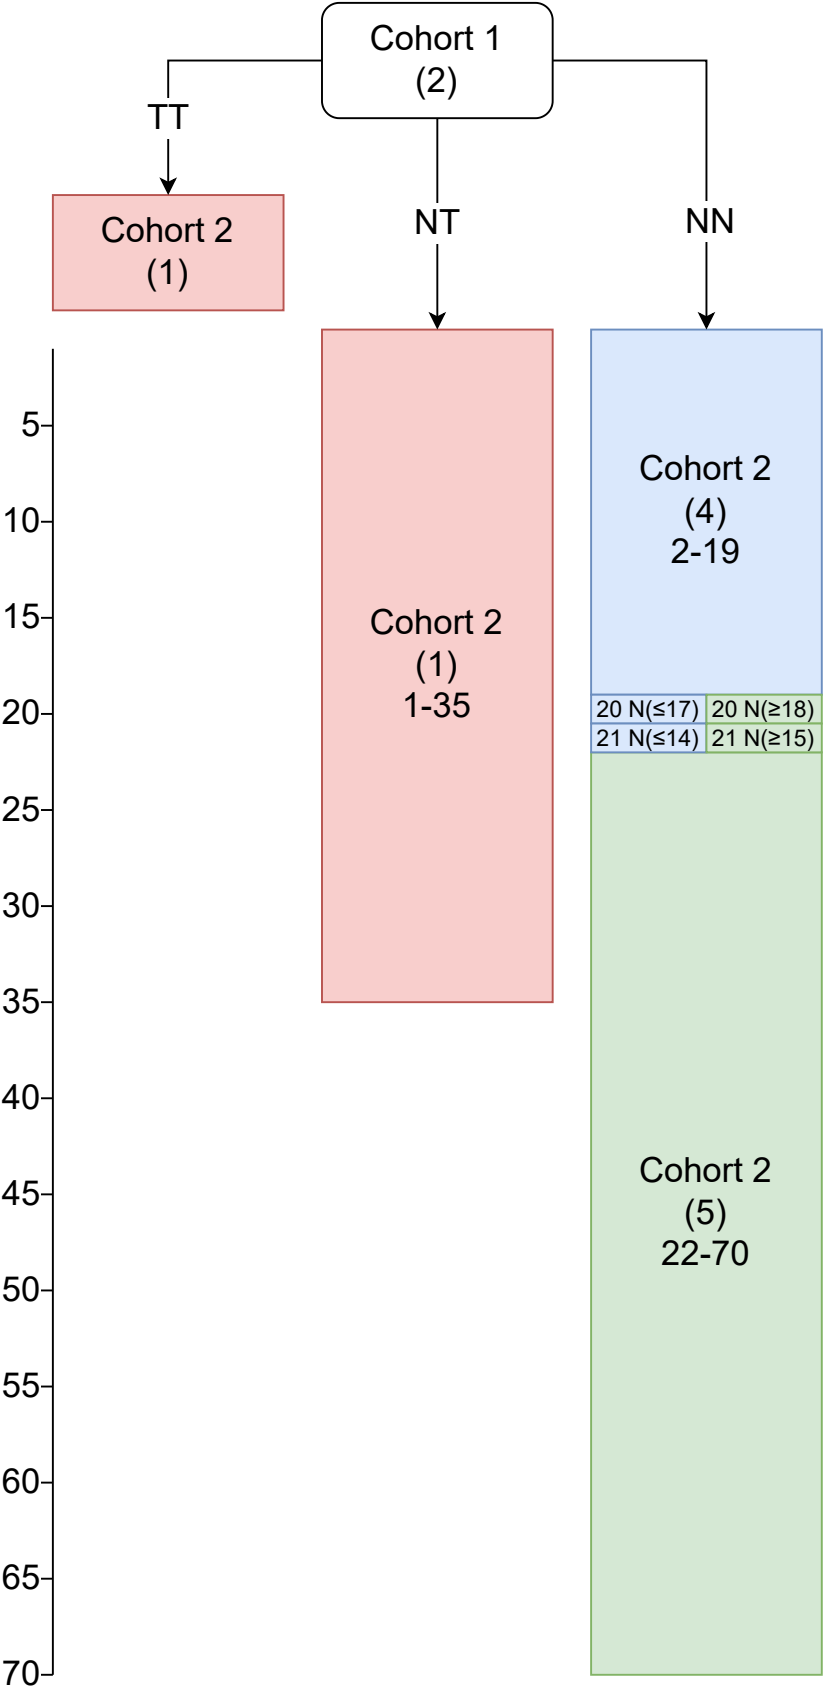 Cohort 1
(2)
TT
NT
NN
Cohort 2
(1)
Cohort 2
(1)
1-35
Cohort 2
(4)
2-19
20 N(≤17)
20 N(≥18)
21 N(≤14)
21 N(≥15)
Cohort 2
(5)
22-70
5
10
15
20
25
30
35
40
45
50
55
60
65
70